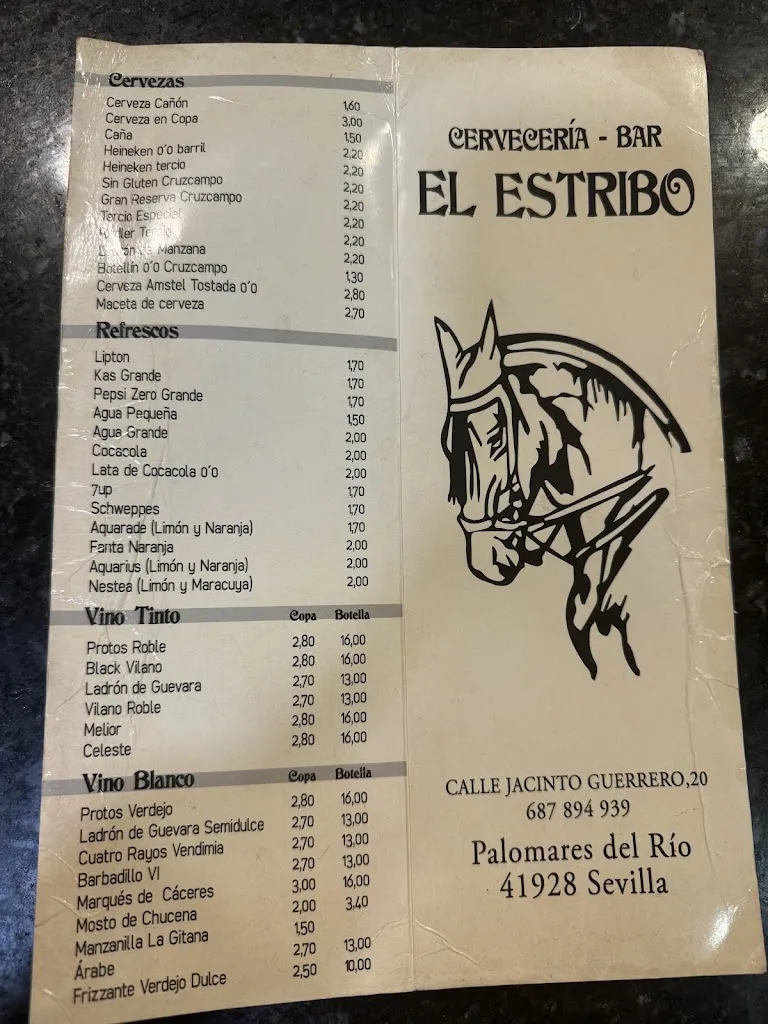 Cervezas
Cerveza Cañón 1,60
Cerveza en Copa 3,00
Caña 1,50
Heineken 0'0 barril 2,20
Heineken tercio 2,20
Sin Gluten Cruzcampo 2,20
Gran Reserva Cruzcampo 2,20
Tercio Especial 2,20
2,20
Manzana 2,20
Botellín 0'0 Cruzcampo 1,30
Cerveza Amstel Tostada 0'0 2,80
Maceta de cerveza 2,70
Refrescos
Lipton 1,70
Kas Grande 1,70
Pepsi Zero Grande 1,70
Agua Pequeña 1,50
Agua Grande 2,00
Cocacola 2,00
Lata de Cocacola 0'0 2,00
7up 1,70
Schweppes 1,70
Aquarade (Limón y Naranja) 1,70
Fanta Naranja 2,00
Aquarius (Limón y Naranja) 2,00
Nestea (Limón y Maracuya) 2,00
Vino Tinto Copa Botella
Protos Roble 2,80 16,00
Black Vilano 2,80 16,00
Ladrón de Guevara 2,70 13,00
Vilano Roble 2,70 13,00
Melior 2,80 16,00
Celeste 2,80 16,00
Vino Blanco Copa Botella
Protos Verdejo 2,80 16,00
Ladrón de Guevara Semidulce 2,70 13,00
Cuatro Rayos Vendimia 2,70 13,00
Barbadillo VI 2,70 13,00
Marqués de Cáceres 3,00 16,00
Mosto de Chucena 2,00 3,40
Manzanilla La Gitana 1,50
Árabe 2,70 13,00
Frizzante Verdejo Dulce 2,50 10,00
CERVECERÍA - BAR
EL ESTRIBO
CALLE JACINTO GUERRERO,20
687 894 939
Palomares del Río
41928 Sevilla